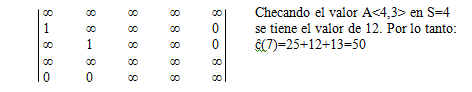 ∞ ∞ ∞ ∞ ∞
1 ∞ ∞ ∞ 0
∞ 1 ∞ ∞ 0
∞ ∞ ∞ ∞ ∞
0 0 ∞ ∞ ∞
Checando el valor A<4,3> en S=4
se tiene el valor de 12. Por lo tanto:
ĉ(7)=25+12+13=50